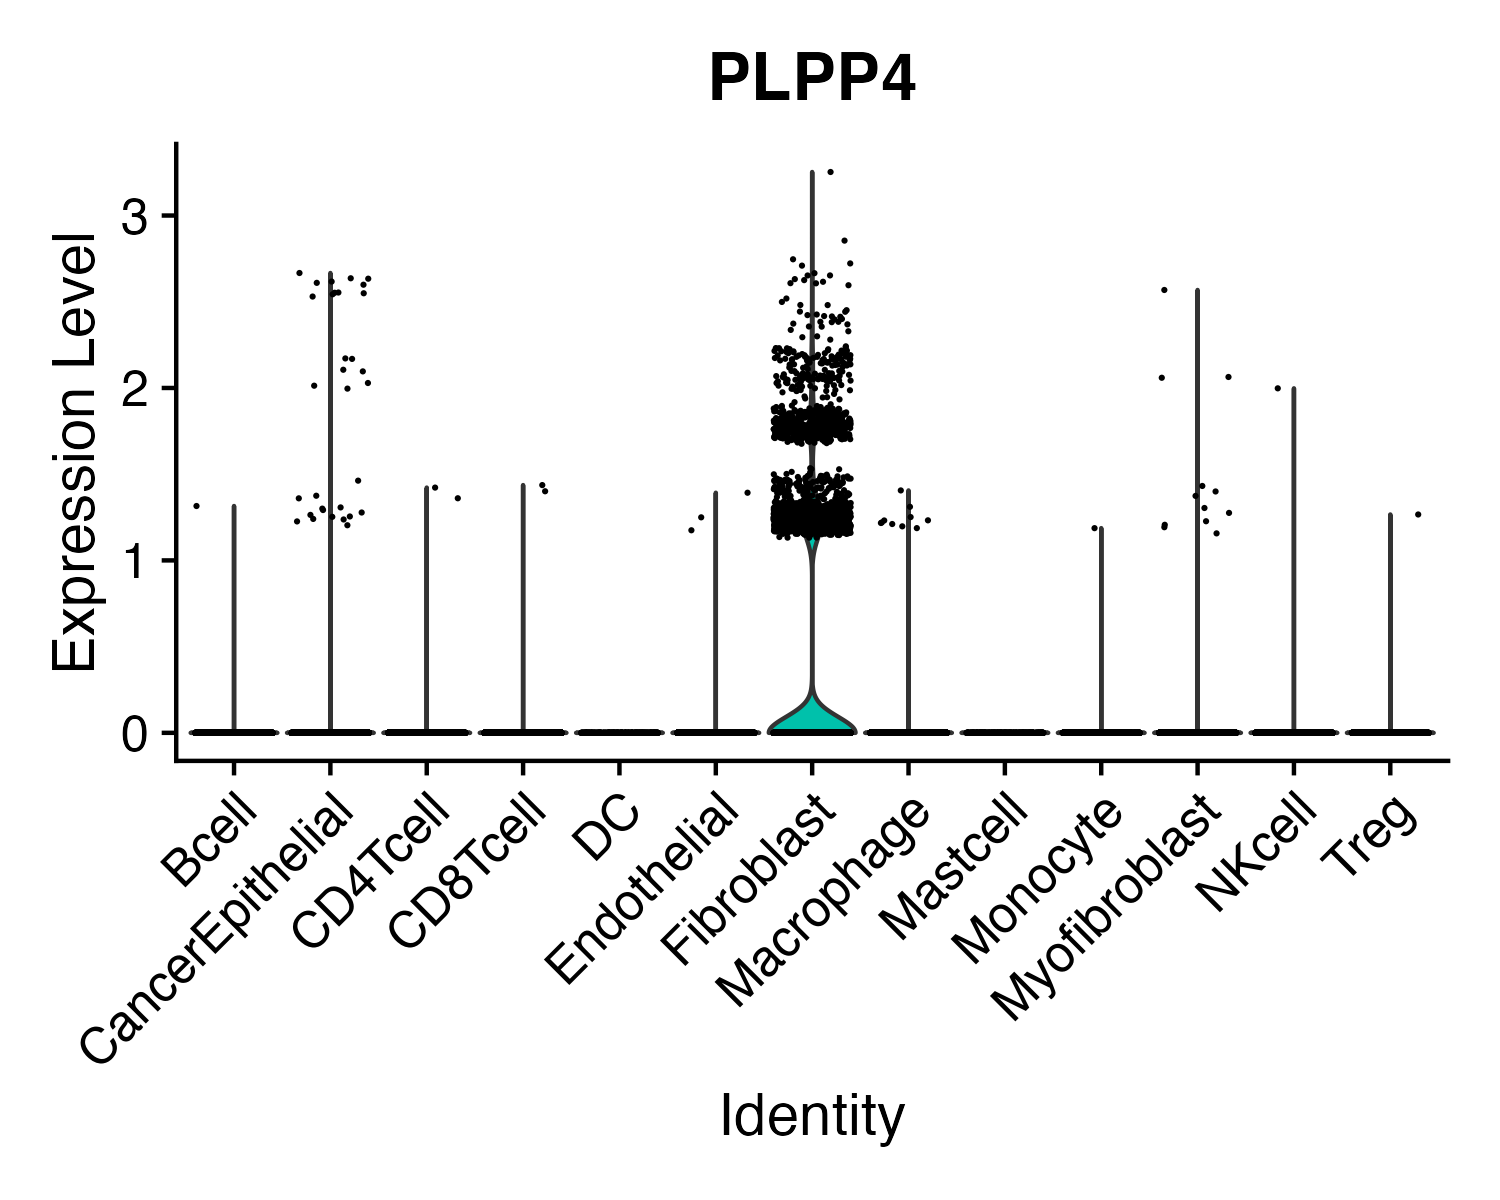 PLPP4
Expression Level
3
2
1
0
Bcell
CancerEpithelial
CD4Tcell
CD8Tcell
DC
Endothelial
Fibroblast
Macrophage
Mastcell
Monocyte
Myofibroblast
NKcell
Treg
Identity